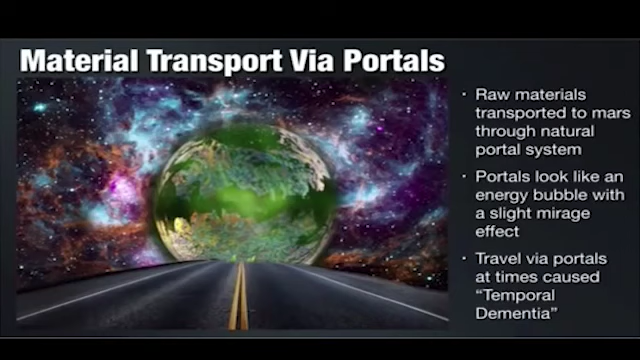 Material Transport Via Portals
• Raw materials
transported to mars
through natural
portal system
• Portals look like an
energy bubble with
a slight mirage
effect
• Travel via portals
at times caused
“Temporal
Dementia”